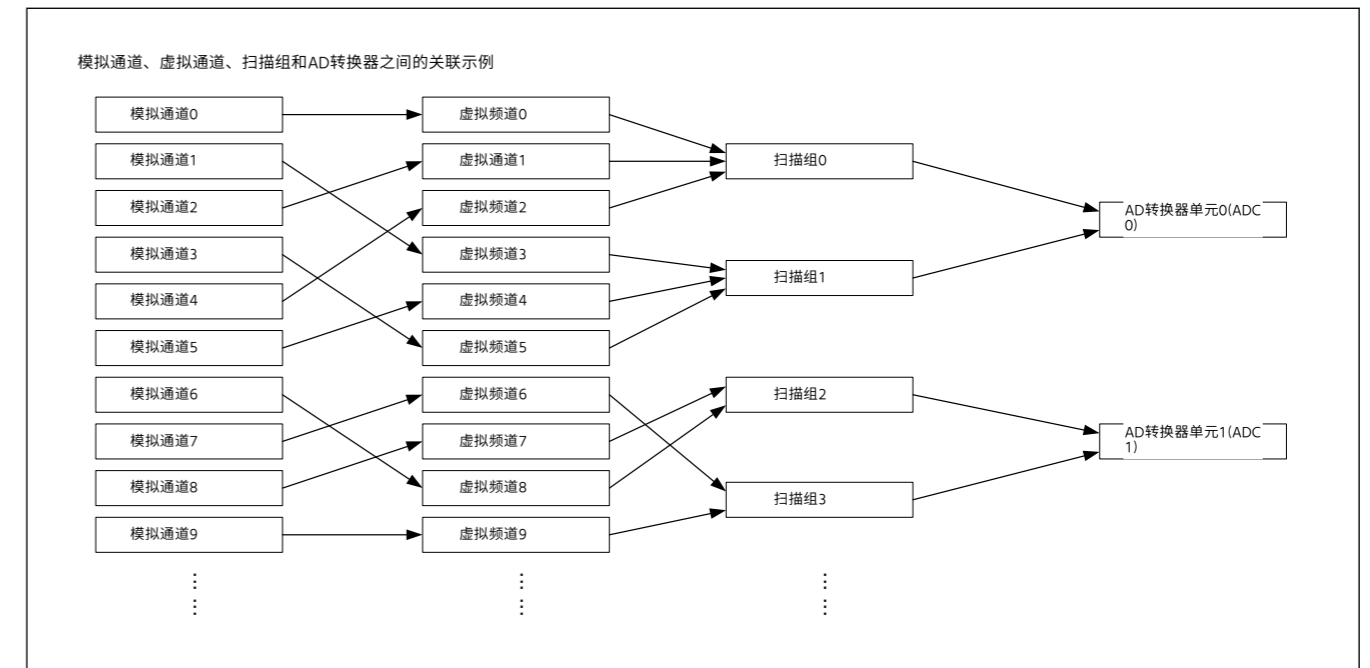 模拟通道、虚拟通道、扫描组和AD转换器之间的关联示例
模拟通道0
虚拟频道0
模拟通道1
虚拟通道1
扫描组0
模拟通道2
虚拟频道2
AD转换器单元0(ADC
0)
模拟通道3
虚拟频道3
扫描组1
模拟通道4
虚拟频道4
模拟通道5
虚拟频道5
模拟通道6
虚拟频道6
扫描组2
模拟通道7
虚拟频道7
AD转换器单元1(ADC
1)
模拟通道8
虚拟频道8
扫描组3
模拟通道9
虚拟频道9